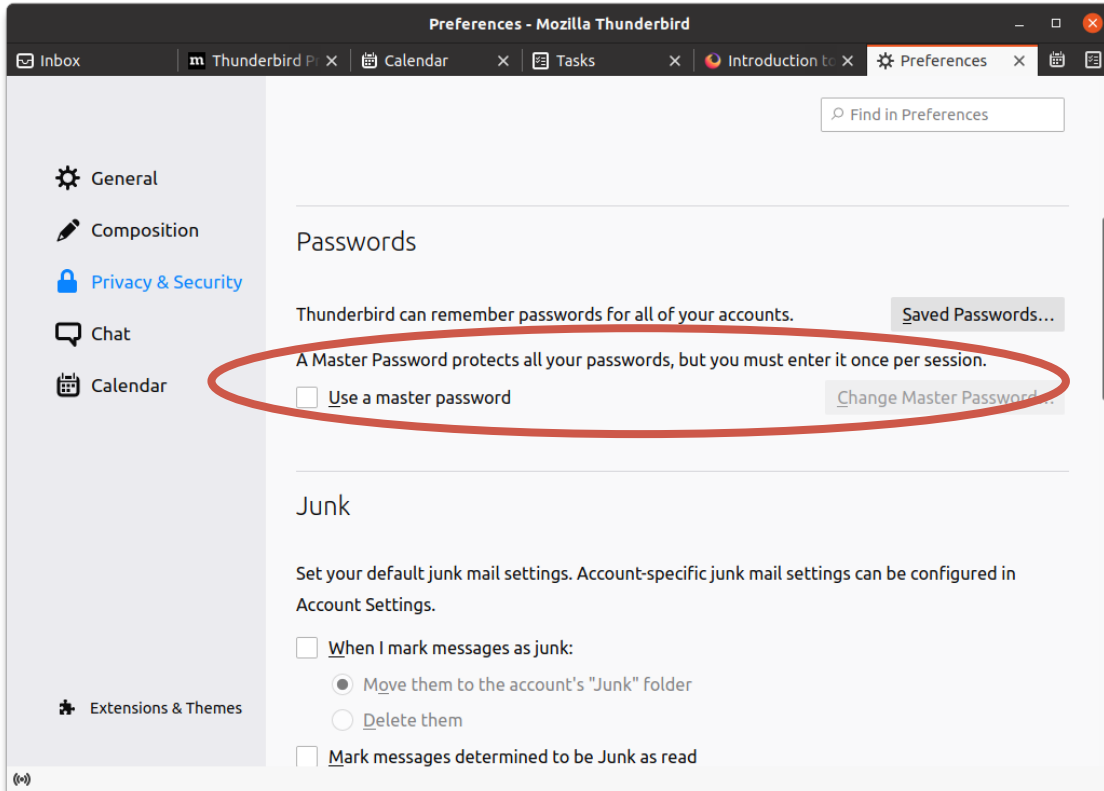 Preferences - Mozilla Thunderbird
Inbox
m Thunderbird P
Calendar
Tasks
Introduction to
Preferences
Find in Preferences
General
Composition
Privacy & Security
Chat
Calendar
Extensions & Themes
Passwords
Thunderbird can remember passwords for all of your accounts.
Saved Passwords...
A Master Password protects all your passwords, but you must enter it once per session.
Use a master password
Change Master Password...
Junk
Set your default junk mail settings. Account-specific junk mail settings can be configured in
Account Settings.
When I mark messages as junk:
Move them to the account's "Junk" folder
Delete them
Mark messages determined to be Junk as read